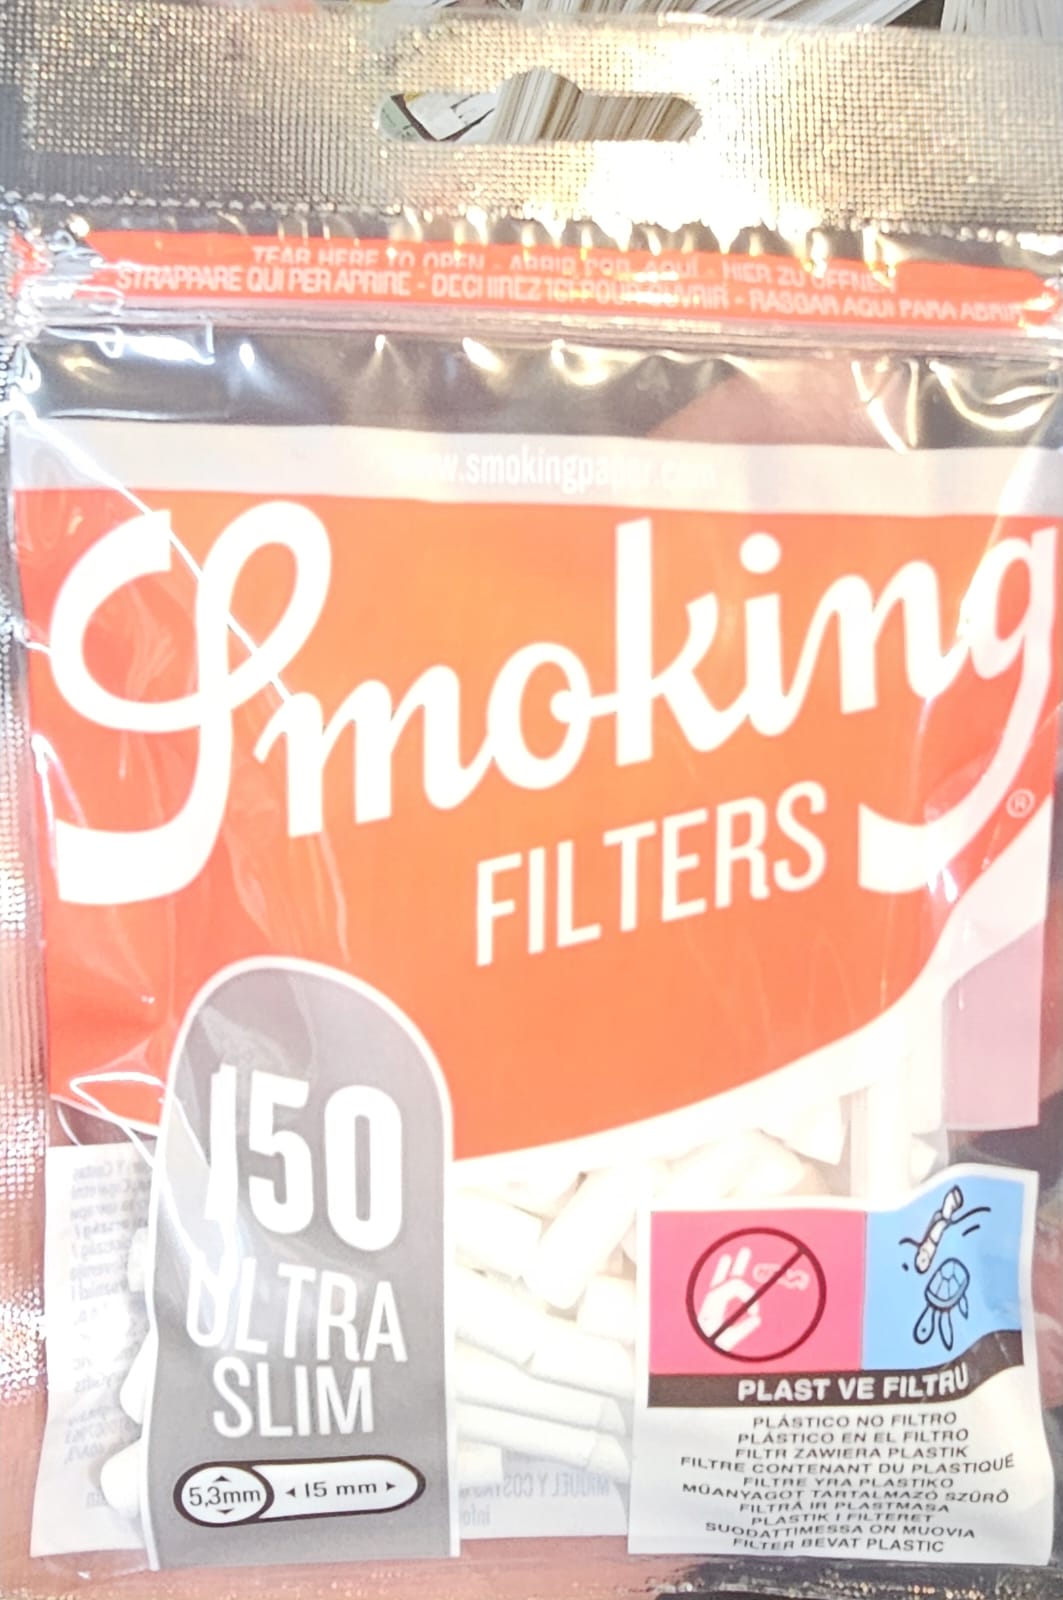 TEAR HERE TO OPEN - ABRIR POR AQUÍ - HIER ZU ÖFFNEN
STRAPPARE QUI PER APRIRE - DECHIREZ ICI POUR OUVRIR - RASGAR AQUI PARA ABRIR
www.smokingpaper.com
Smoking
®
FILTERS
150
ULTRA
SLIM
5,3mm 15 mm
PLAST VE FILTRU
PLÁSTICO NO FILTRO
PLÁSTICO EN EL FILTRO
FILTR ZAWIERA PLASTIK
FILTRE CONTENANT DU PLASTIQUE
FILTRE YRA PLASTIKO
MŰANYAGOT TARTALMAZÓ SZŰRŐ
FILTRĀ IR PLASTMASA
PLASTIK I FILTERET
SUODATTIMESSA ON MUOVIA
FILTER BEVAT PLASTIC
MIQUEL Y COSTAS